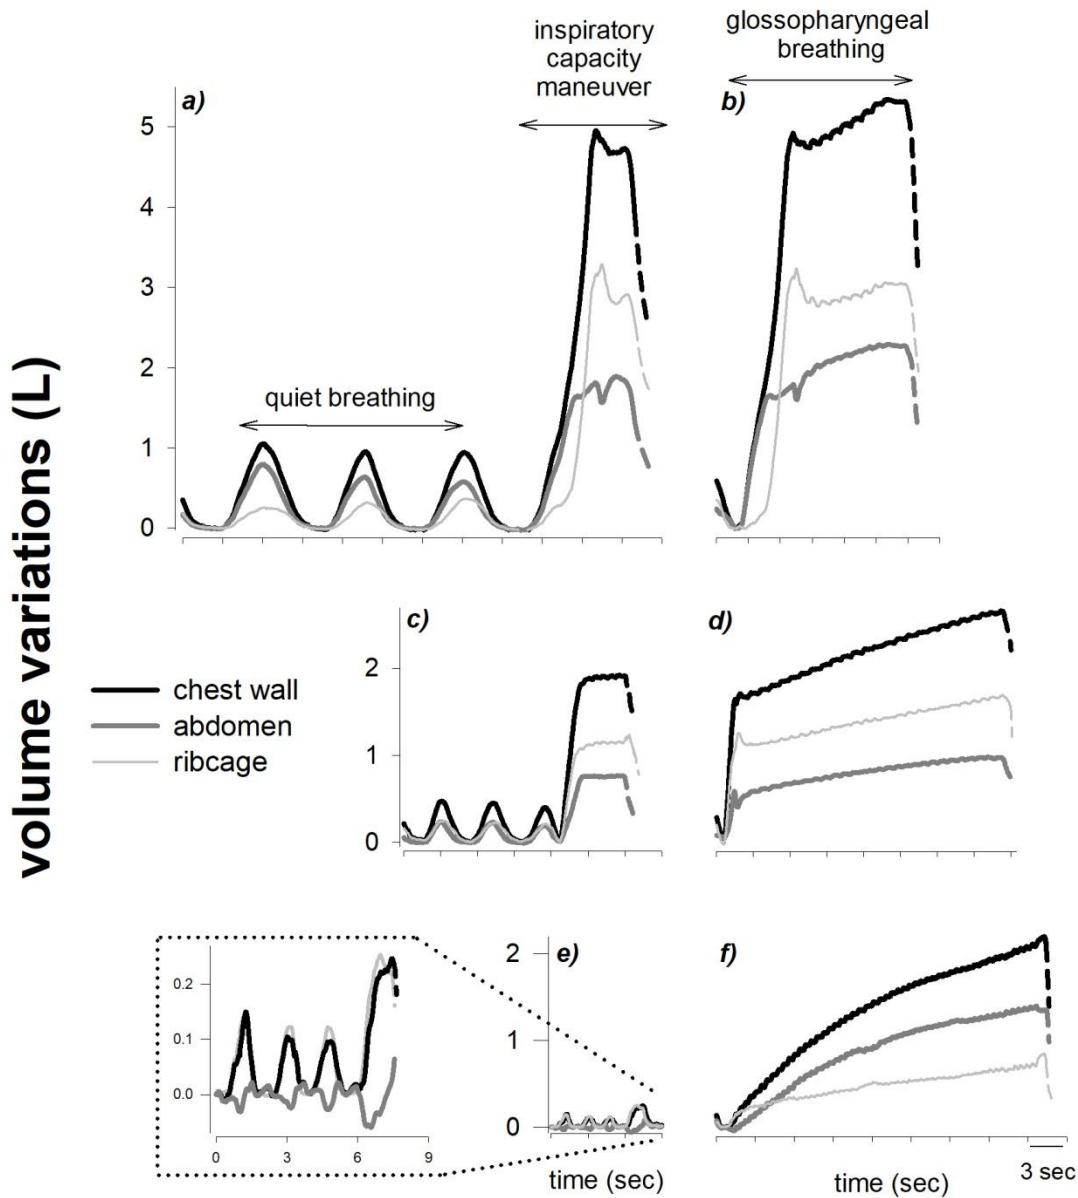 inspiratory
capacity
maneuver
glossopharyngeal
breathing
a)
b)
5
4
3
2
1
0
quiet breathing
volume variations (L)
c)
d)
2
1
0
chest wall
abdomen
ribcage
e)
f)
2
1
0
0.2
0.1
0.0
0 3 6 9
time (sec)
time (sec)
3 sec